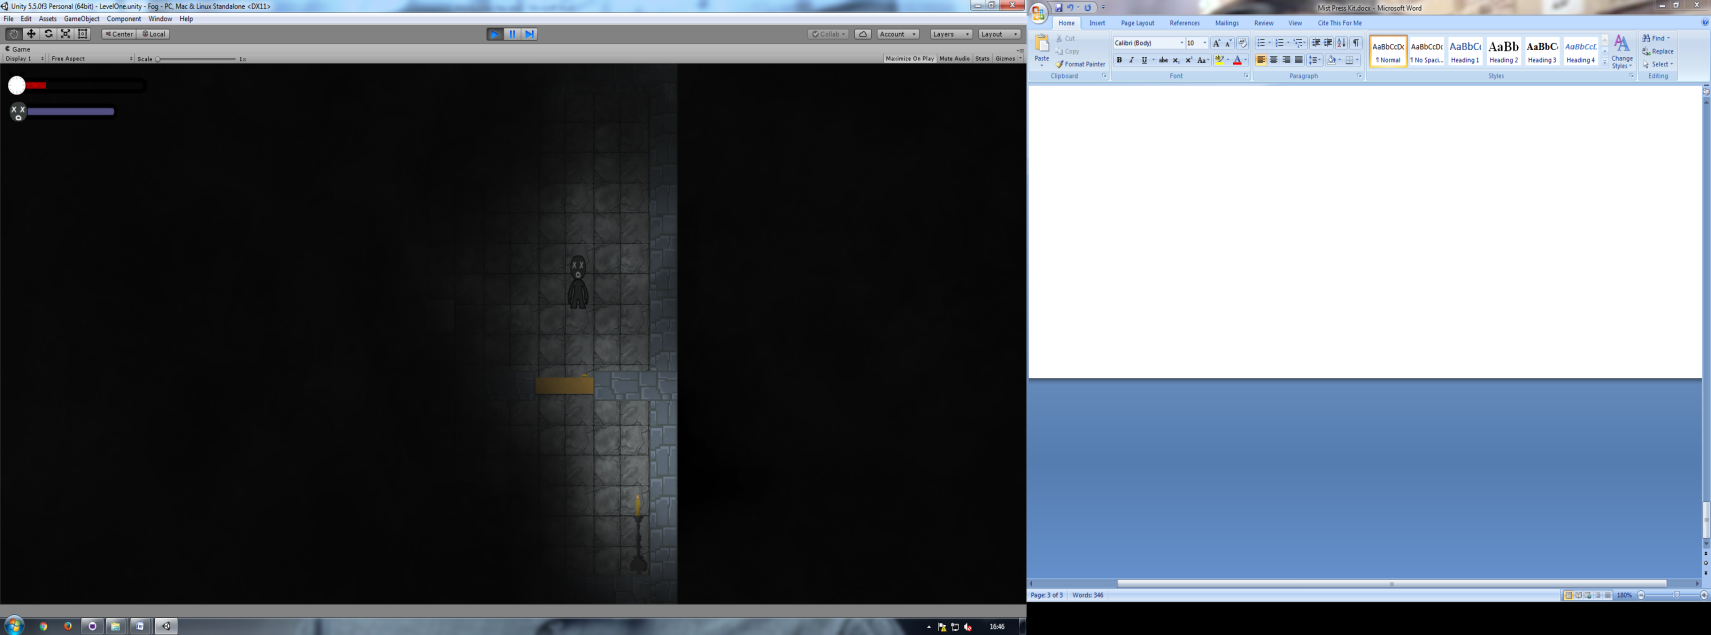 Unity 5.5.0f3 Personal (64bit) - LevelOne.unity - Fog - PC, Mac & Linux Standalone <DX11>
File Edit Assets GameObject Component Window Help
Center Local
Collab Account Layers Layout
Game
Display 1 Free Aspect Scale 1x Maximize On Play Mute Audio Stats Gizmos
16:46
Mist Press Kit.docx - Microsoft Word
Home Insert Page Layout References Mailings Review View Cite This For Me
Paste
Cut
Copy
Format Painter
Clipboard
Calibri (Body) 10
Font
Paragraph
AaBbCcDc AaBbCcDc AaBbC AaBb AaBbC AaBbCcL
¶ Normal ¶ No Spaci... Heading 1 Heading 2 Heading 3 Heading 4
Change Styles
Styles
Find
Replace
Select
Editing
Page: 3 of 3 Words: 346 180%